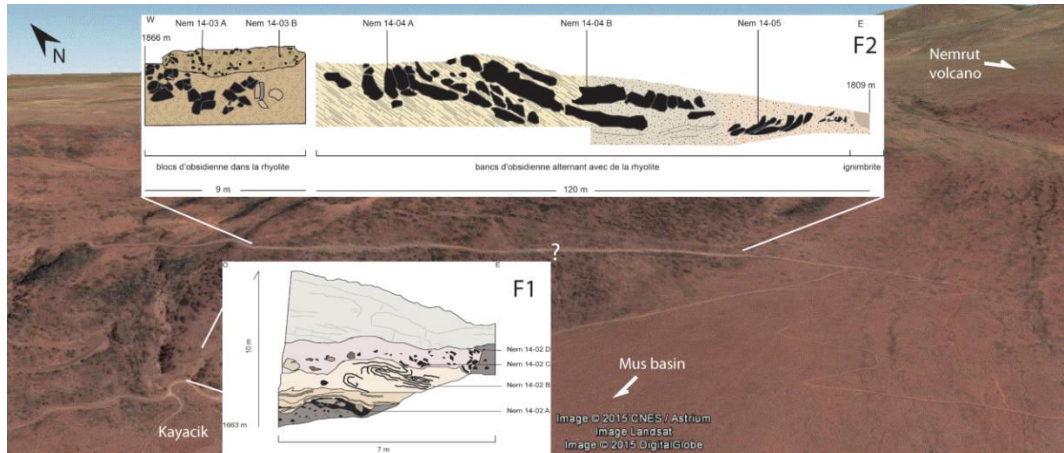 N
W
Nem 14-03 A
Nem 14-03 B
Nem 14-04 A
Nem 14-04 B
Nem 14-05
E
1866 m
F2
1809 m
blocs d'obsidienne dans la rhyolite
bancs d'obsidienne alternant avec de la rhyolite
ignimbrite
9 m
120 m
Nemrut
volcano
?
O
E
F1
10 m
Nem 14-02 D
Nem 14-02 C
Nem 14-02 B
Nem 14-02 A
1663 m
7 m
Kayacik
Mus basin
Image © 2015 CNES / Astrium
Image Landsat
Image © 2015 DigitalGlobe